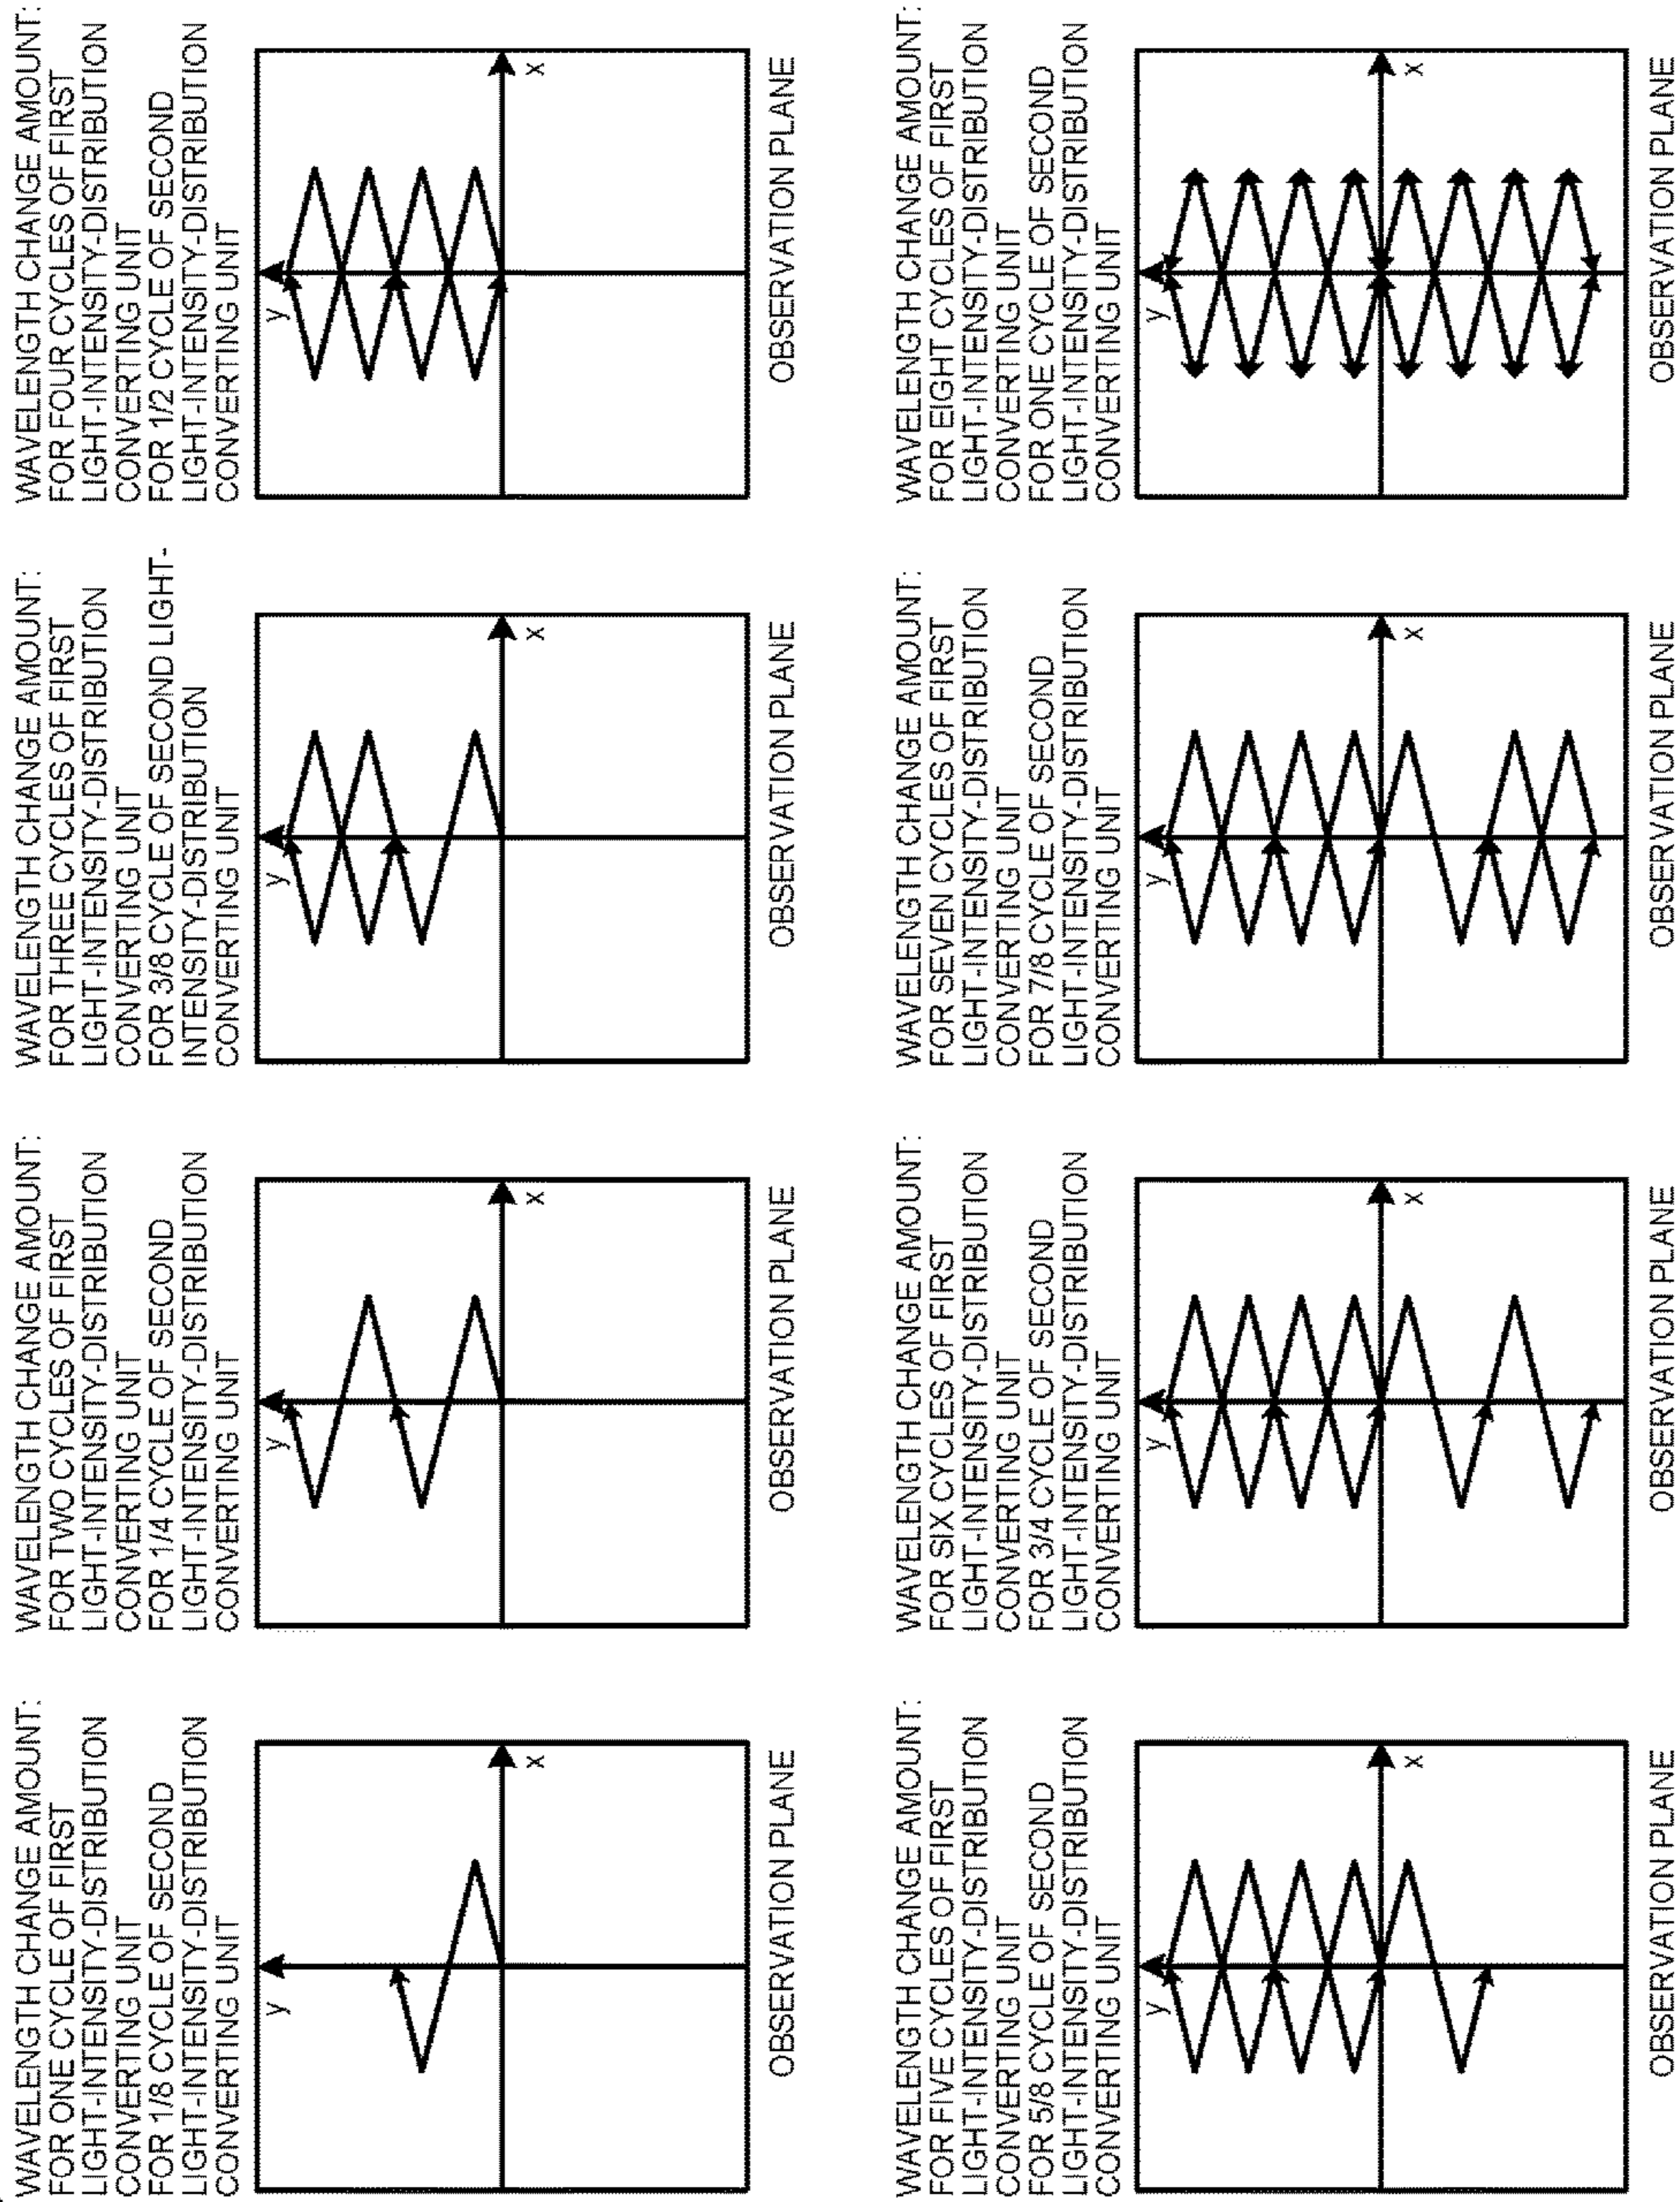 WAVELENGTH CHANGE AMOUNT:
FOR ONE CYCLE OF FIRST
LIGHT-INTENSITY-DISTRIBUTION
CONVERTING UNIT
FOR 1/8 CYCLE OF SECOND
LIGHT-INTENSITY-DISTRIBUTION
CONVERTING UNIT
y
x
OBSERVATION PLANE
WAVELENGTH CHANGE AMOUNT:
FOR TWO CYCLES OF FIRST
LIGHT-INTENSITY-DISTRIBUTION
CONVERTING UNIT
FOR 1/4 CYCLE OF SECOND
LIGHT-INTENSITY-DISTRIBUTION
CONVERTING UNIT
y
x
OBSERVATION PLANE
WAVELENGTH CHANGE AMOUNT:
FOR THREE CYCLES OF FIRST
LIGHT-INTENSITY-DISTRIBUTION
CONVERTING UNIT
FOR 3/8 CYCLE OF SECOND LIGHT-
INTENSITY-DISTRIBUTION
CONVERTING UNIT
y
x
OBSERVATION PLANE
WAVELENGTH CHANGE AMOUNT:
FOR FOUR CYCLES OF FIRST
LIGHT-INTENSITY-DISTRIBUTION
CONVERTING UNIT
FOR 1/2 CYCLE OF SECOND
LIGHT-INTENSITY-DISTRIBUTION
CONVERTING UNIT
y
x
OBSERVATION PLANE
WAVELENGTH CHANGE AMOUNT:
FOR FIVE CYCLES OF FIRST
LIGHT-INTENSITY-DISTRIBUTION
CONVERTING UNIT
FOR 5/8 CYCLE OF SECOND
LIGHT-INTENSITY-DISTRIBUTION
CONVERTING UNIT
y
x
OBSERVATION PLANE
WAVELENGTH CHANGE AMOUNT:
FOR SIX CYCLES OF FIRST
LIGHT-INTENSITY-DISTRIBUTION
CONVERTING UNIT
FOR 3/4 CYCLE OF SECOND
LIGHT-INTENSITY-DISTRIBUTION
CONVERTING UNIT
y
x
OBSERVATION PLANE
WAVELENGTH CHANGE AMOUNT:
FOR SEVEN CYCLES OF FIRST
LIGHT-INTENSITY-DISTRIBUTION
CONVERTING UNIT
FOR 7/8 CYCLE OF SECOND
LIGHT-INTENSITY-DISTRIBUTION
CONVERTING UNIT
y
x
OBSERVATION PLANE
WAVELENGTH CHANGE AMOUNT:
FOR EIGHT CYCLES OF FIRST
LIGHT-INTENSITY-DISTRIBUTION
CONVERTING UNIT
FOR ONE CYCLE OF SECOND
LIGHT-INTENSITY-DISTRIBUTION
CONVERTING UNIT
y
x
OBSERVATION PLANE